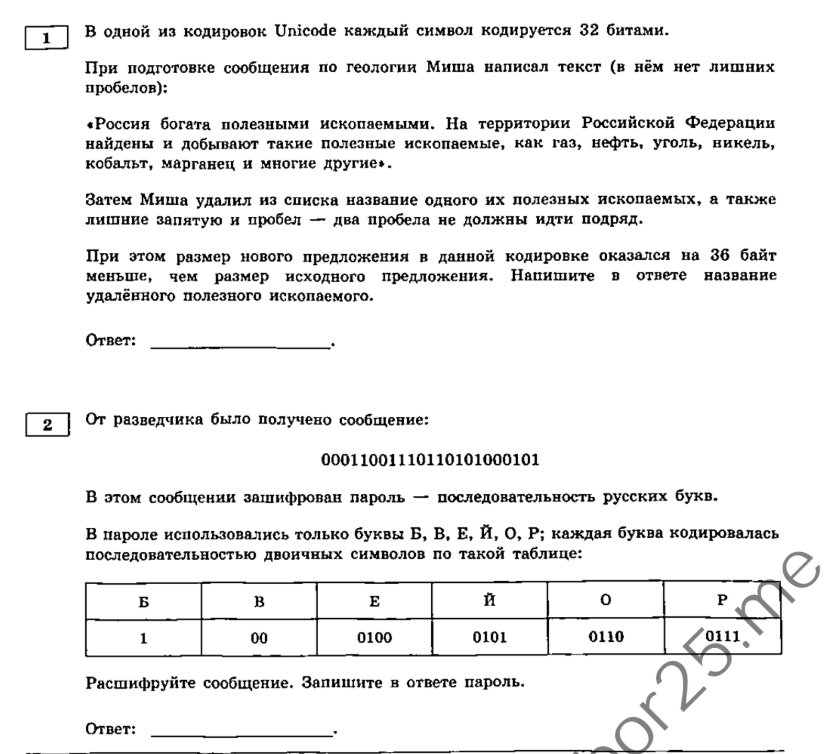 1
В одной из кодировок Unicode каждый символ кодируется 32 битами.
При подготовке сообщения по геологии Миша написал текст (в нём нет лишних
пробелов):
«Россия богата полезными ископаемыми. На территории Российской Федерации
найдены и добывают такие полезные ископаемые, как газ, нефть, уголь, никель,
кобальт, марганец и многие другие».
Затем Миша удалил из списка название одного их полезных ископаемых, а также
лишние запятую и пробел — два пробела не должны идти подряд.
При этом размер нового предложения в данной кодировке оказался на 36 байт
меньше, чем размер исходного предложения. Напишите в ответе название
удалённого полезного ископаемого.
Ответ: ____________________.
2
От разведчика было получено сообщение:
000110011101101010001​01
В этом сообщении зашифрован пароль — последовательность русских букв.
В пароле использовались только буквы Б, В, Е, Й, О, Р; каждая буква кодировалась
последовательностью двоичных символов по такой таблице:
Б В Е Й О Р
1 00 0100 0101 0110 0111
Расшифруйте сообщение. Запишите в ответе пароль.
Ответ: ____________________.